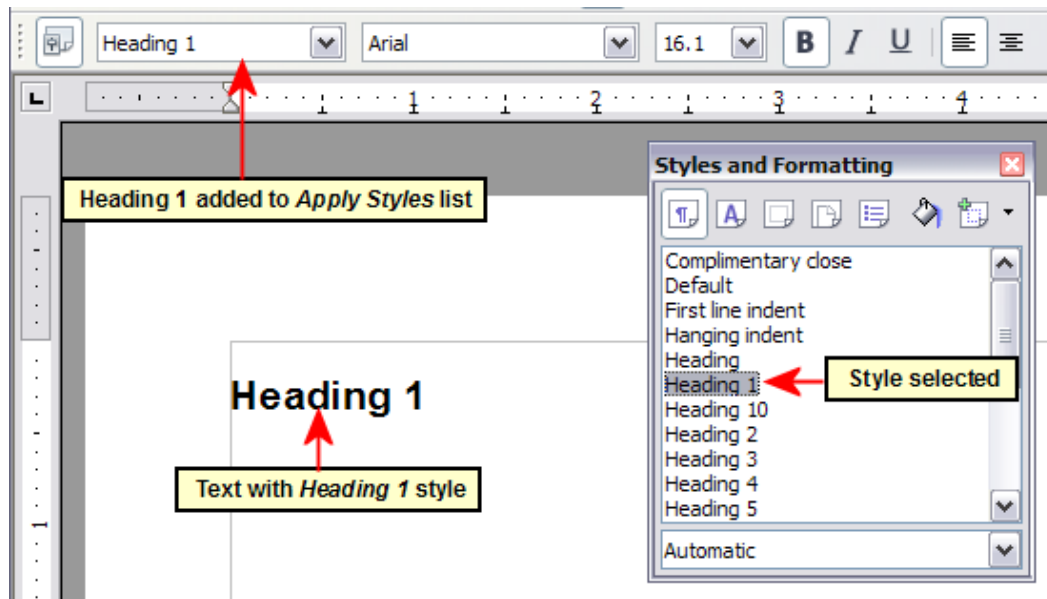 Heading 1 Arial 16.1 B I U
1 2 3 4
Styles and Formatting
Heading 1 added to Apply Styles list
Complimentary close
Default
First line indent
Hanging indent
Heading
Heading 1
Style selected
Heading 10
Heading 2
Heading 3
Heading 4
Heading 5
Automatic
Heading 1
Text with Heading 1 style
1